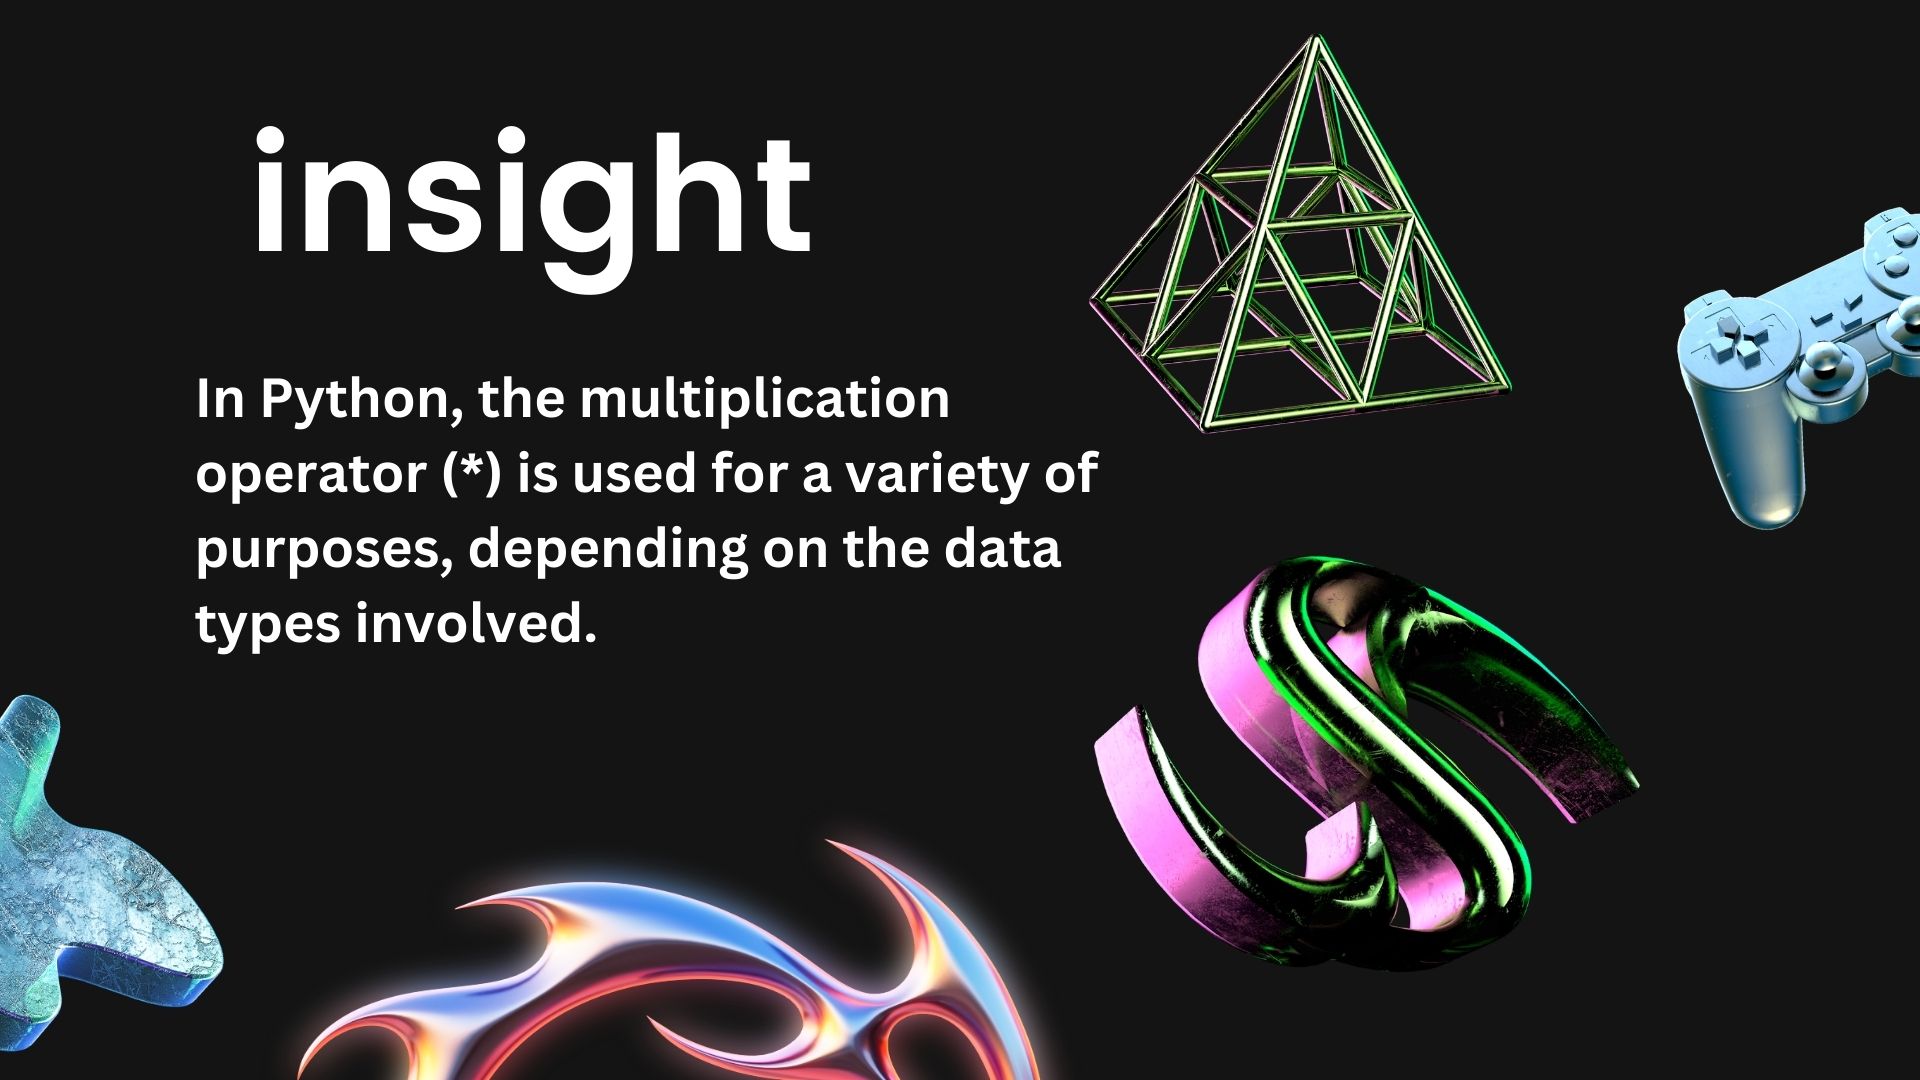 insight
In Python, the multiplication
operator (*) is used for a variety of
purposes, depending on the data
types involved.